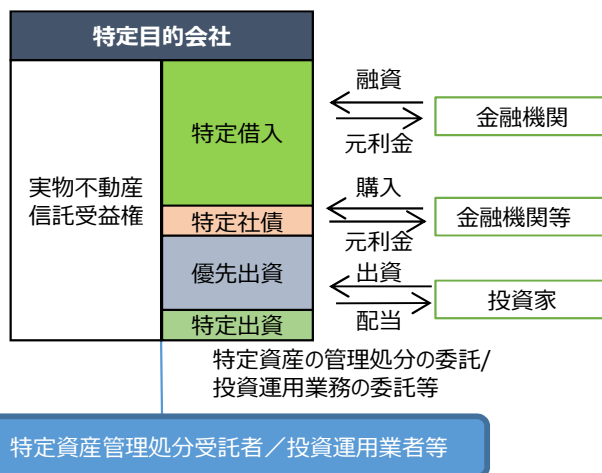 特定目的会社
実物不動産
信託受益権
特定借入
特定社債
優先出資
特定出資
融資
元利金
金融機関
購入
元利金
金融機関等
出資
配当
投資家
特定資産の管理処分の委託/
投資運用業務の委託等
特定資産管理処分受託者／投資運用業者等